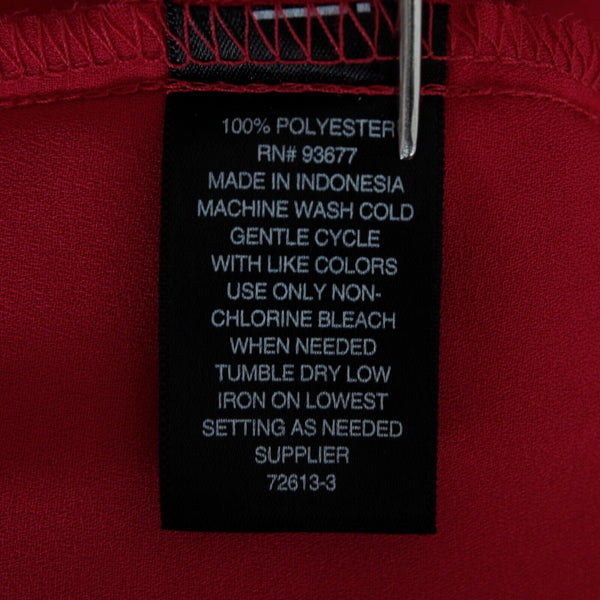 100% POLYESTER
RN# 93677
MADE IN INDONESIA
MACHINE WASH COLD
GENTLE CYCLE
WITH LIKE COLORS
USE ONLY NON-
CHLORINE BLEACH
WHEN NEEDED
TUMBLE DRY LOW
IRON ON LOWEST
SETTING AS NEEDED
SUPPLIER
72613-3